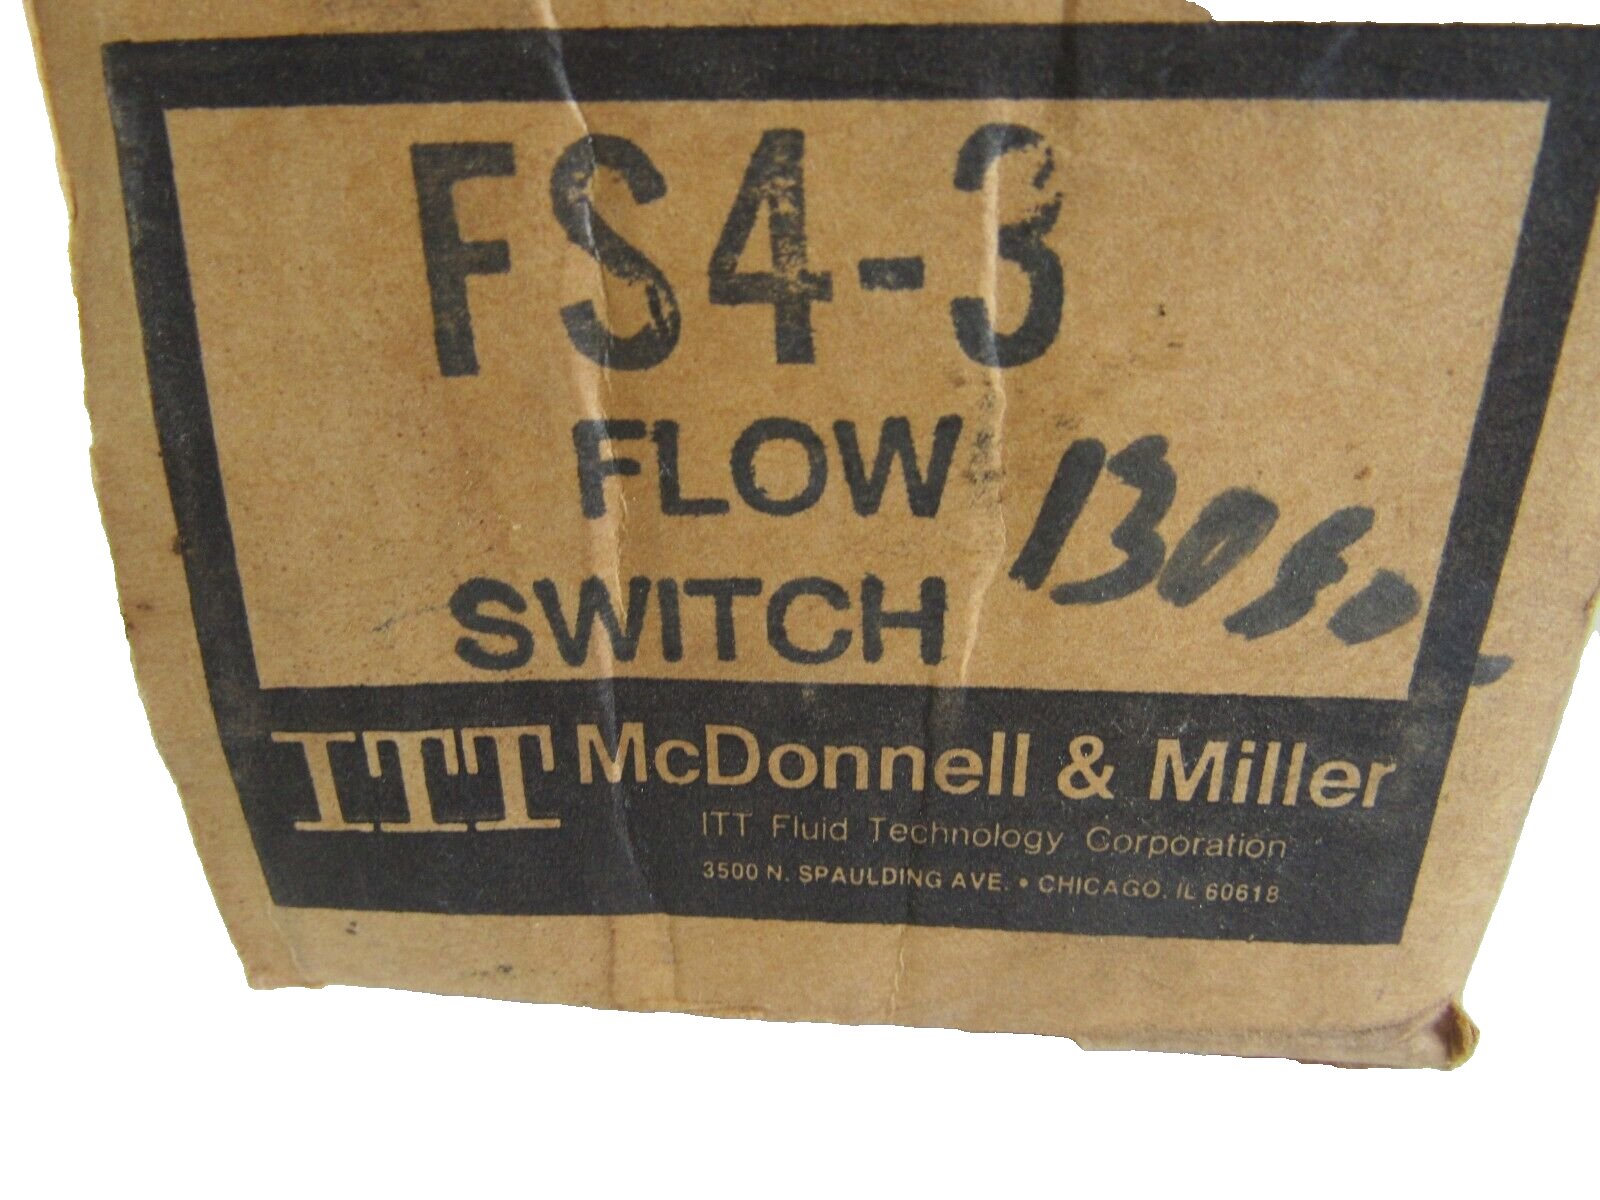 FS4-3
FLOW
SWITCH
ITT McDonnell & Miller
ITT Fluid Technology Corporation
3500 N. SPAULDING AVE. • CHICAGO, IL 60618